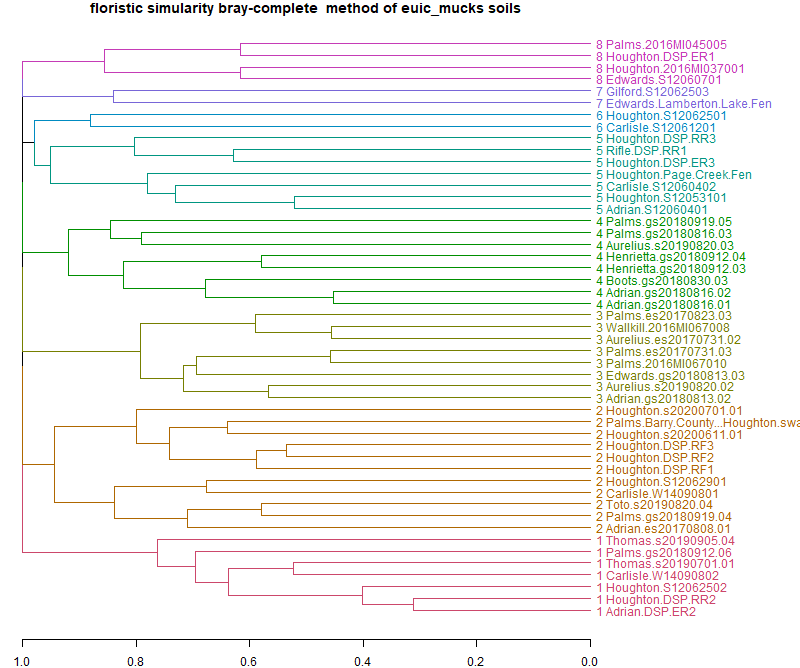 floristic simularity bray-complete method of euic_mucks soils
8 Palms.2016MI045005
8 Houghton.DSP.ER1
8 Houghton.2016MI037001
8 Edwards.S12060701
7 Gilford.S12062503
7 Edwards.Lamberton.Lake.Fen
6 Houghton.S12062501
6 Carlisle.S12061201
5 Houghton.DSP.RR3
5 Rifle.DSP.RR1
5 Houghton.DSP.ER3
5 Houghton.Page.Creek.Fen
5 Carlisle.S12060402
5 Houghton.S12053101
5 Adrian.S12060401
4 Palms.gs20180919.05
4 Palms.gs20180816.03
4 Aurelius.s20190820.03
4 Henrietta.gs20180912.04
4 Henrietta.gs20180912.03
4 Boots.gs20180830.03
4 Adrian.gs20180816.02
4 Adrian.gs20180816.01
3 Palms.es20170823.03
3 Wallkill.2016MI067008
3 Aurelius.es20170731.02
3 Palms.es20170731.03
3 Palms.2016MI067010
3 Edwards.gs20180813.03
3 Aurelius.s20190820.02
3 Adrian.gs20180813.02
2 Houghton.s20200701.01
2 Palms.Barry.County...Houghton.swa
2 Houghton.s20200611.01
2 Houghton.DSP.RF3
2 Houghton.DSP.RF2
2 Houghton.DSP.RF1
2 Houghton.S12062901
2 Carlisle.W14090801
2 Toto.s20190820.04
2 Palms.gs20180919.04
2 Adrian.es20170808.01
1 Thomas.s20190905.04
1 Palms.gs20180912.06
1 Thomas.s20190701.01
1 Carlisle.W14090802
1 Houghton.S12062502
1 Houghton.DSP.RR2
1 Adrian.DSP.ER2
1.0 0.8 0.6 0.4 0.2 0.0